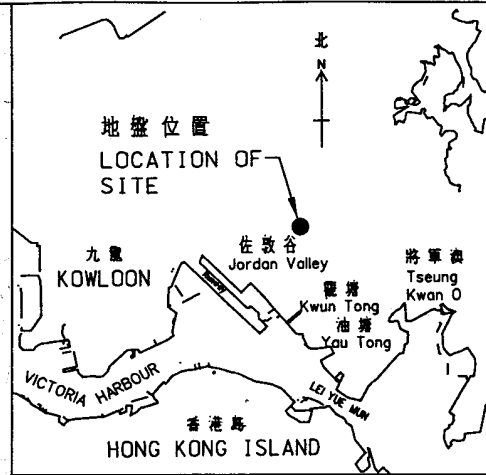 北
N
地盤位置
LOCATION OF
SITE
佐敦谷
Jordan Valley
九龍
KOWLOON
將軍澳
Tseung
Kwan O
觀塘
Kwun Tong
油塘
Yau Tong
VICTORIA HARBOUR
LEI YUE MUN
香港島
HONG KONG ISLAND